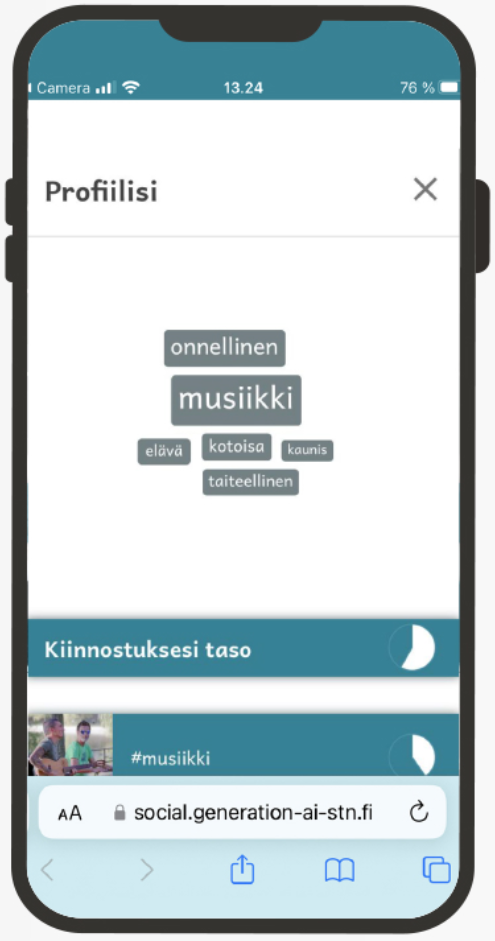 Camera 13.24 76 %
Profiilisi
onnellinen
musiikki
elävä kotoisa kaunis
taiteellinen
Kiinnostuksesi taso
#musiikki
AA social.generation-ai-stn.fi